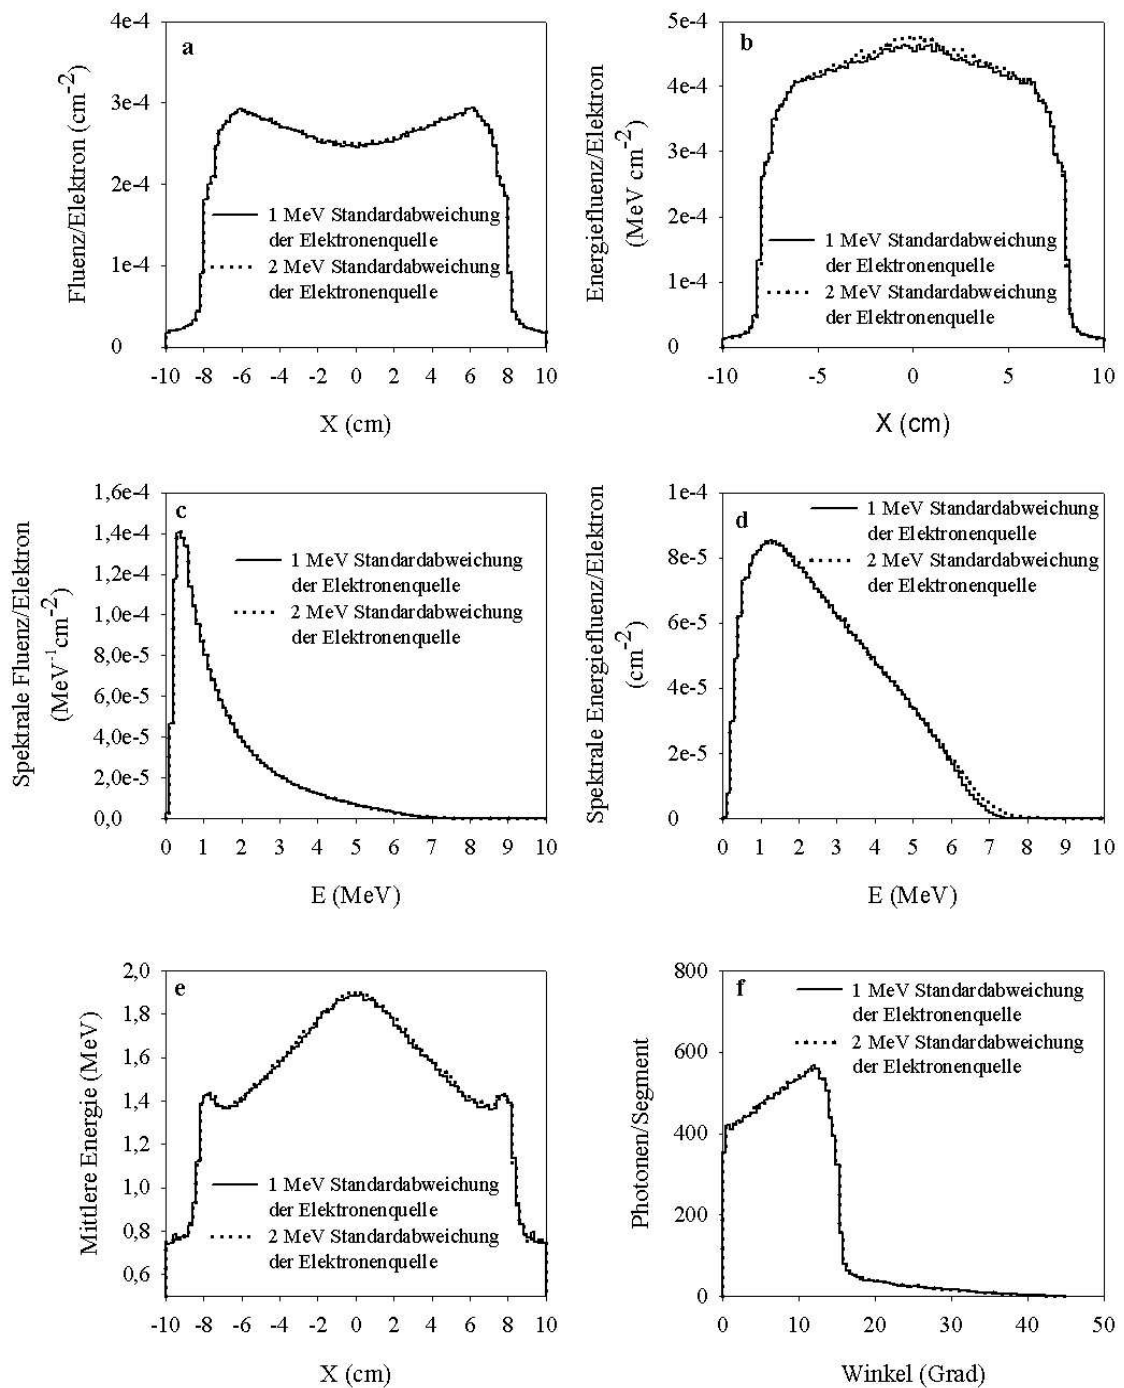 a
Fluenz/Elektron (cm-2)
4e-4
3e-4
2e-4
1e-4
0
1 MeV Standardabweichung
der Elektronenquelle
2 MeV Standardabweichung
der Elektronenquelle
-10 -8 -6 -4 -2 0 2 4 6 8 10
X (cm)
b
Energiefluenz/Elektron
(MeV cm-2)
5e-4
4e-4
3e-4
2e-4
1e-4
0
1 MeV Standardabweichung
der Elektronenquelle
2 MeV Standardabweichung
der Elektronenquelle
-10 -5 0 5 10
X (cm)
c
Spektrale Fluenz/Elektron
(MeV-1cm-2)
1,6e-4
1,4e-4
1,2e-4
1,0e-4
8,0e-5
6,0e-5
4,0e-5
2,0e-5
0,0
1 MeV Standardabweichung
der Elektronenquelle
2 MeV Standardabweichung
der Elektronenquelle
0 1 2 3 4 5 6 7 8 9 10
E (MeV)
d
Spektrale Energiefluenz/Elektron
(cm-2)
1e-4
8e-5
6e-5
4e-5
2e-5
0
1 MeV Standardabweichung
der Elektronenquelle
2 MeV Standardabweichung
der Elektronenquelle
0 1 2 3 4 5 6 7 8 9 10
E (MeV)
e
Mittlere Energie (MeV)
2,0
1,8
1,6
1,4
1,2
1,0
0,8
0,6
1 MeV Standardabweichung
der Elektronenquelle
2 MeV Standardabweichung
der Elektronenquelle
-10 -8 -6 -4 -2 0 2 4 6 8 10
X (cm)
f
Photonen/Segment
800
600
400
200
0
1 MeV Standardabweichung
der Elektronenquelle
2 MeV Standardabweichung
der Elektronenquelle
0 10 20 30 40 50
Winkel (Grad)